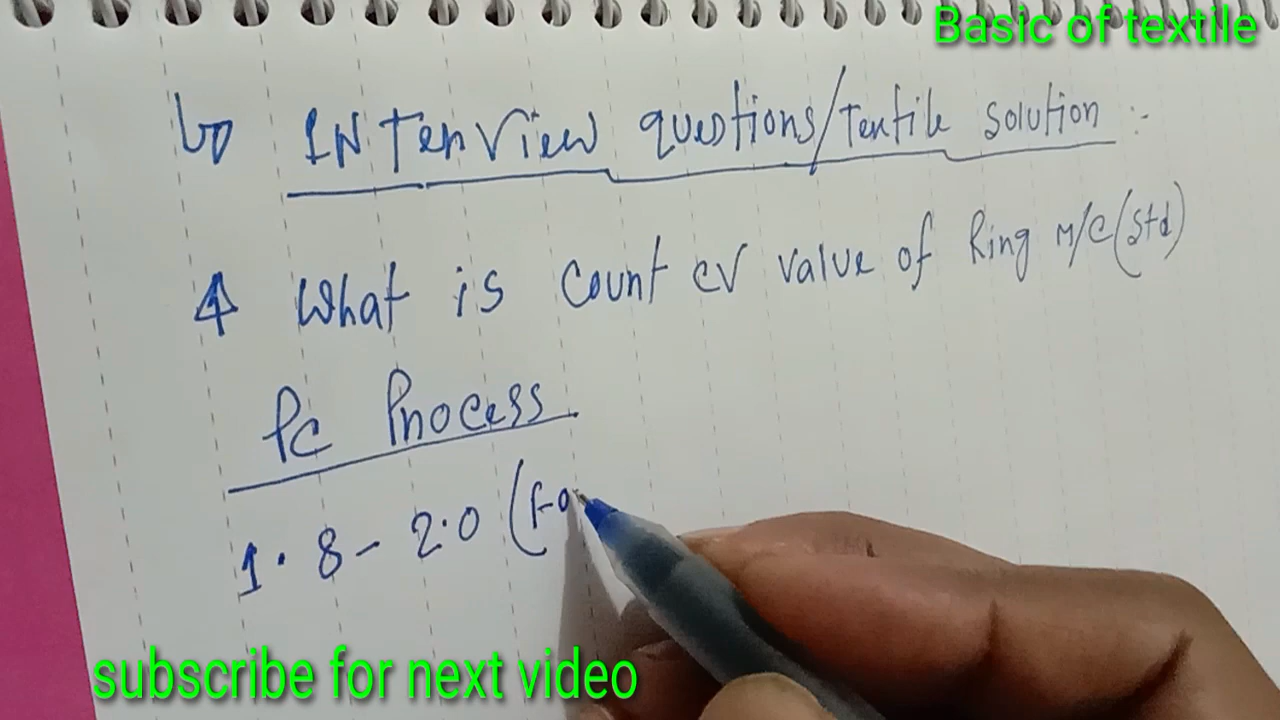 Basic of textile
INTerView questions/Textile solution :-
What is count CV value of Ring M/C (Std)
PC Process
1.8 - 2.0 (Fo
subscribe for next video